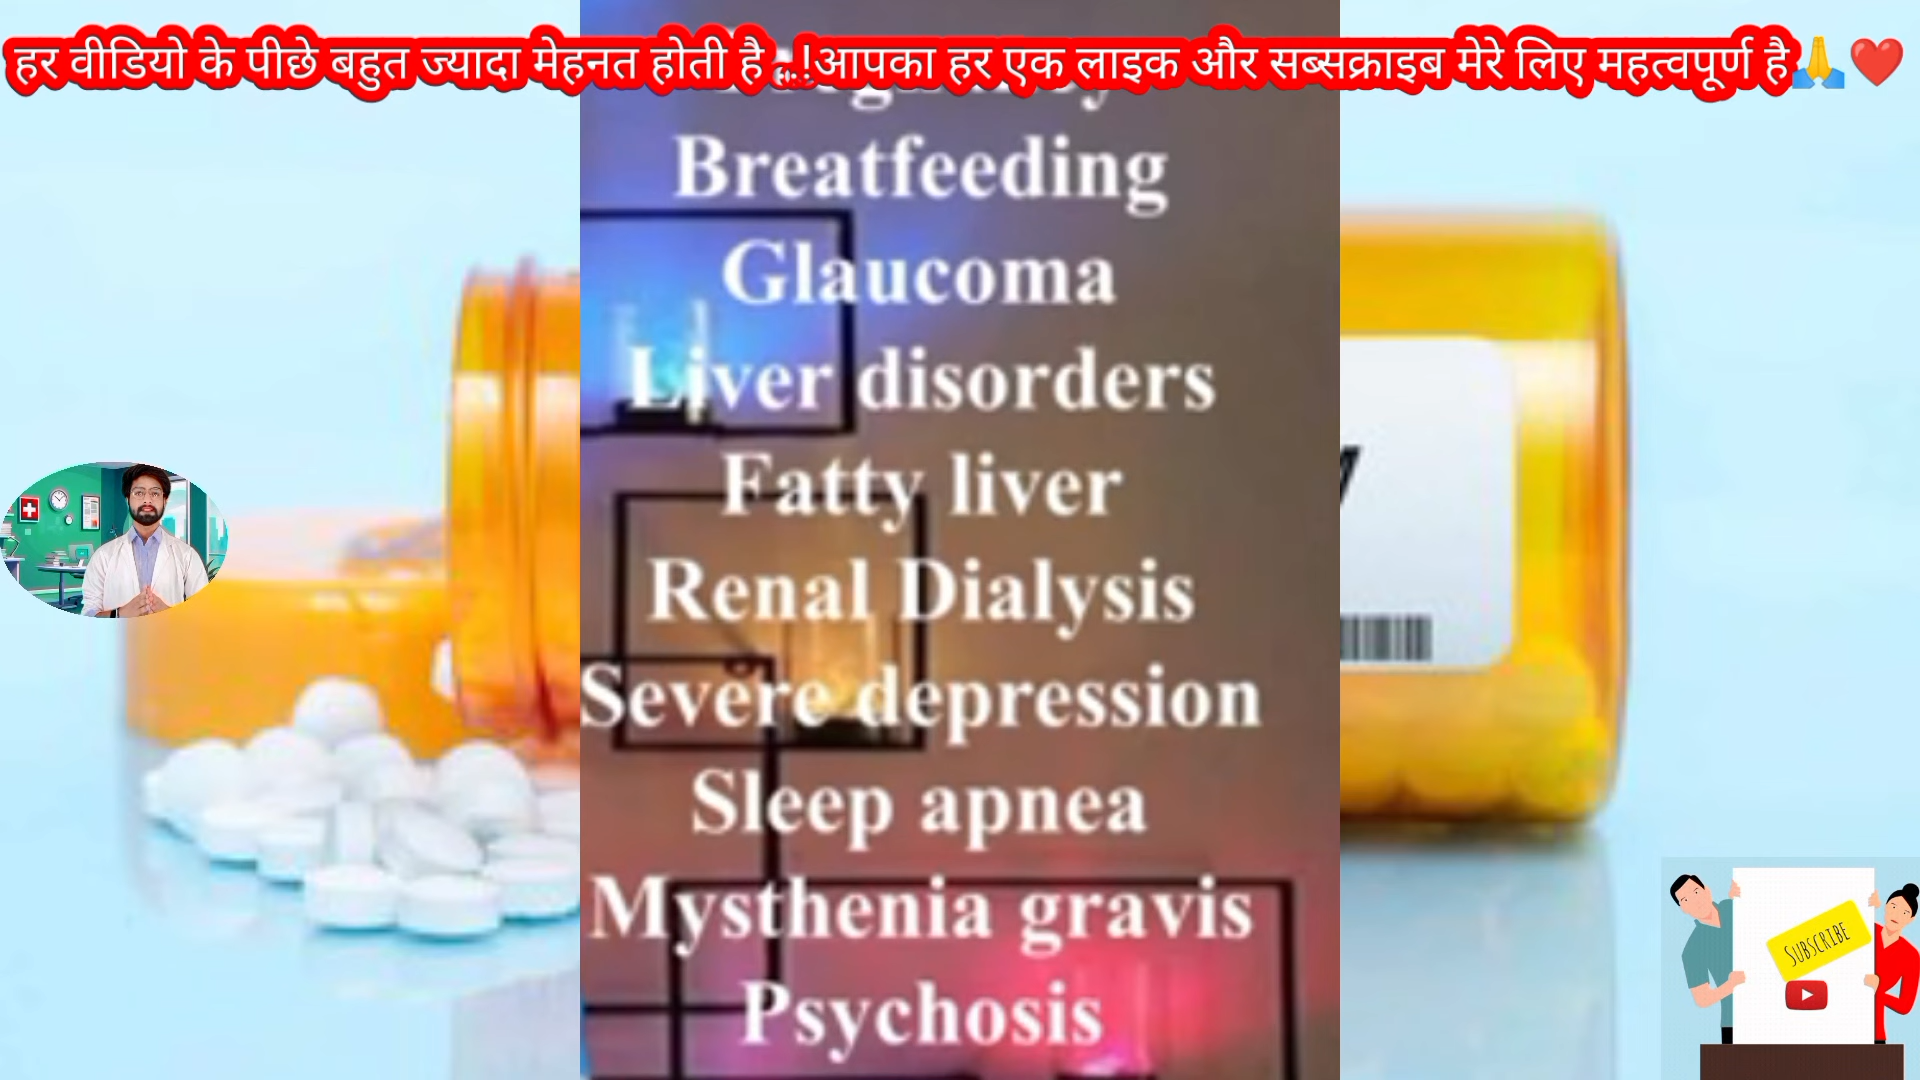 हर वीडियो के पीछे बहुत ज्यादा मेहनत होती है ...!आपका हर एक लाइक और सब्सक्राइब मेरे लिए महत्वपूर्ण है🙏❤️
Breatfeeding
Glaucoma
Liver disorders
Fatty liver
Renal Dialysis
Severe depression
Sleep apnea
Mysthenia gravis
Psychosis
SUBSCRIBE